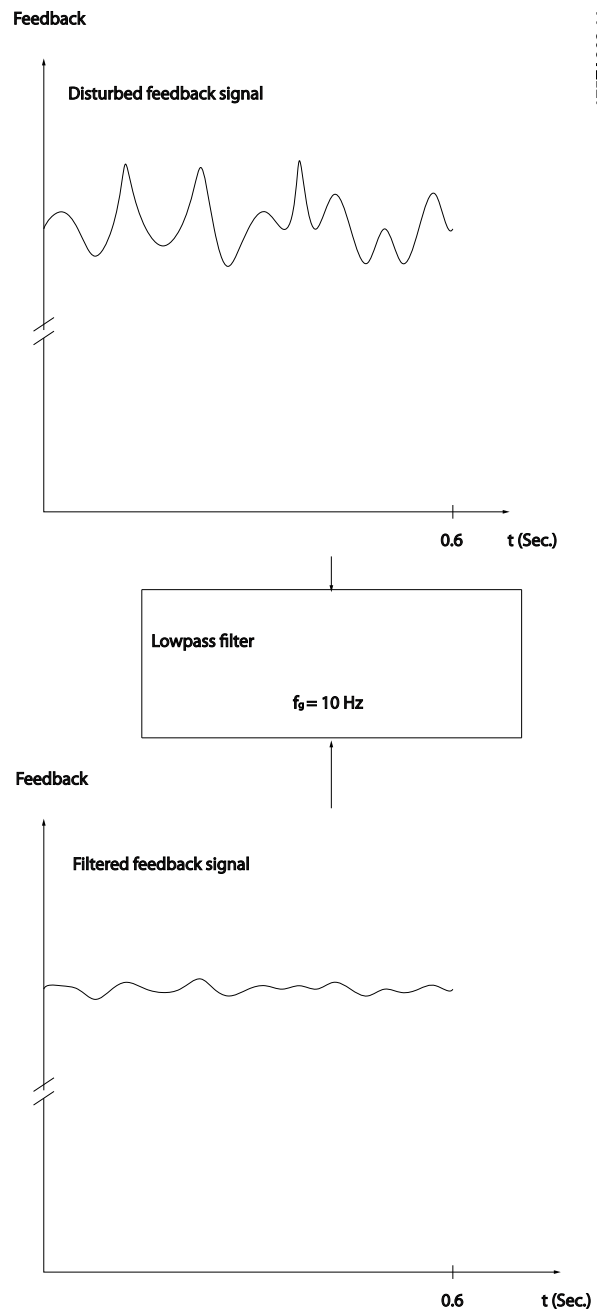 Feedback
Disturbed feedback signal
0.6 t (Sec.)
Lowpass filter
fg = 10 Hz
Feedback
Filtered feedback signal
0.6 t (Sec.)